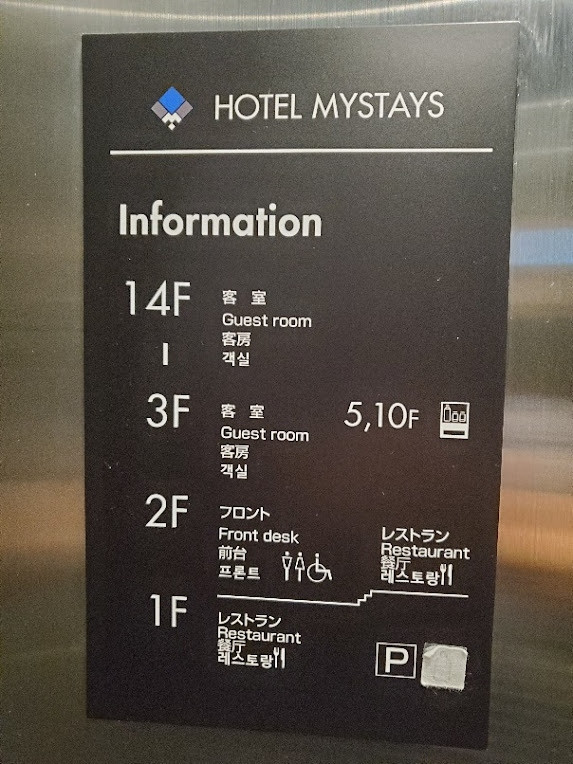 HOTEL MYSTAYS
Information
14F
客 室
Guest room
客房
객실
3F
客 室
Guest room
客房
객실
5,10F
2F
フロント
Front desk
前台
프론트
レストラン
Restaurant
餐厅
레스토랑
1F
レストラン
Restaurant
餐厅
레스토랑
P